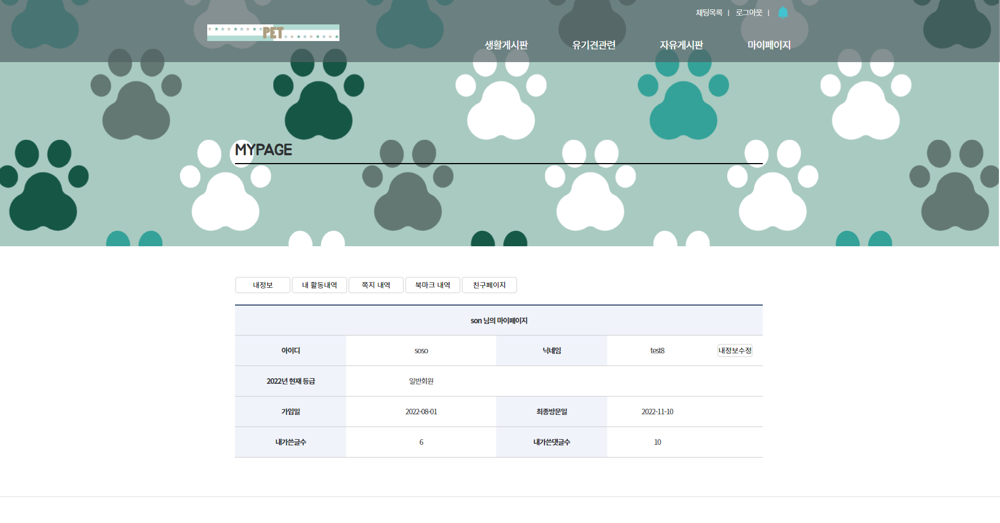 채팅목록 | 로그아웃 |
PET
생활게시판 유기견관련 자유게시판 마이페이지
MYPAGE
내정보 내 활동내역 쪽지 내역 북마크 내역 친구페이지
son 님의 마이페이지
아이디 soso 닉네임 test8 내정보수정
2022년 현재 등급 일반회원
가입일 2022-08-01 최종방문일 2022-11-10
내가쓴글수 6 내가쓴댓글수 10